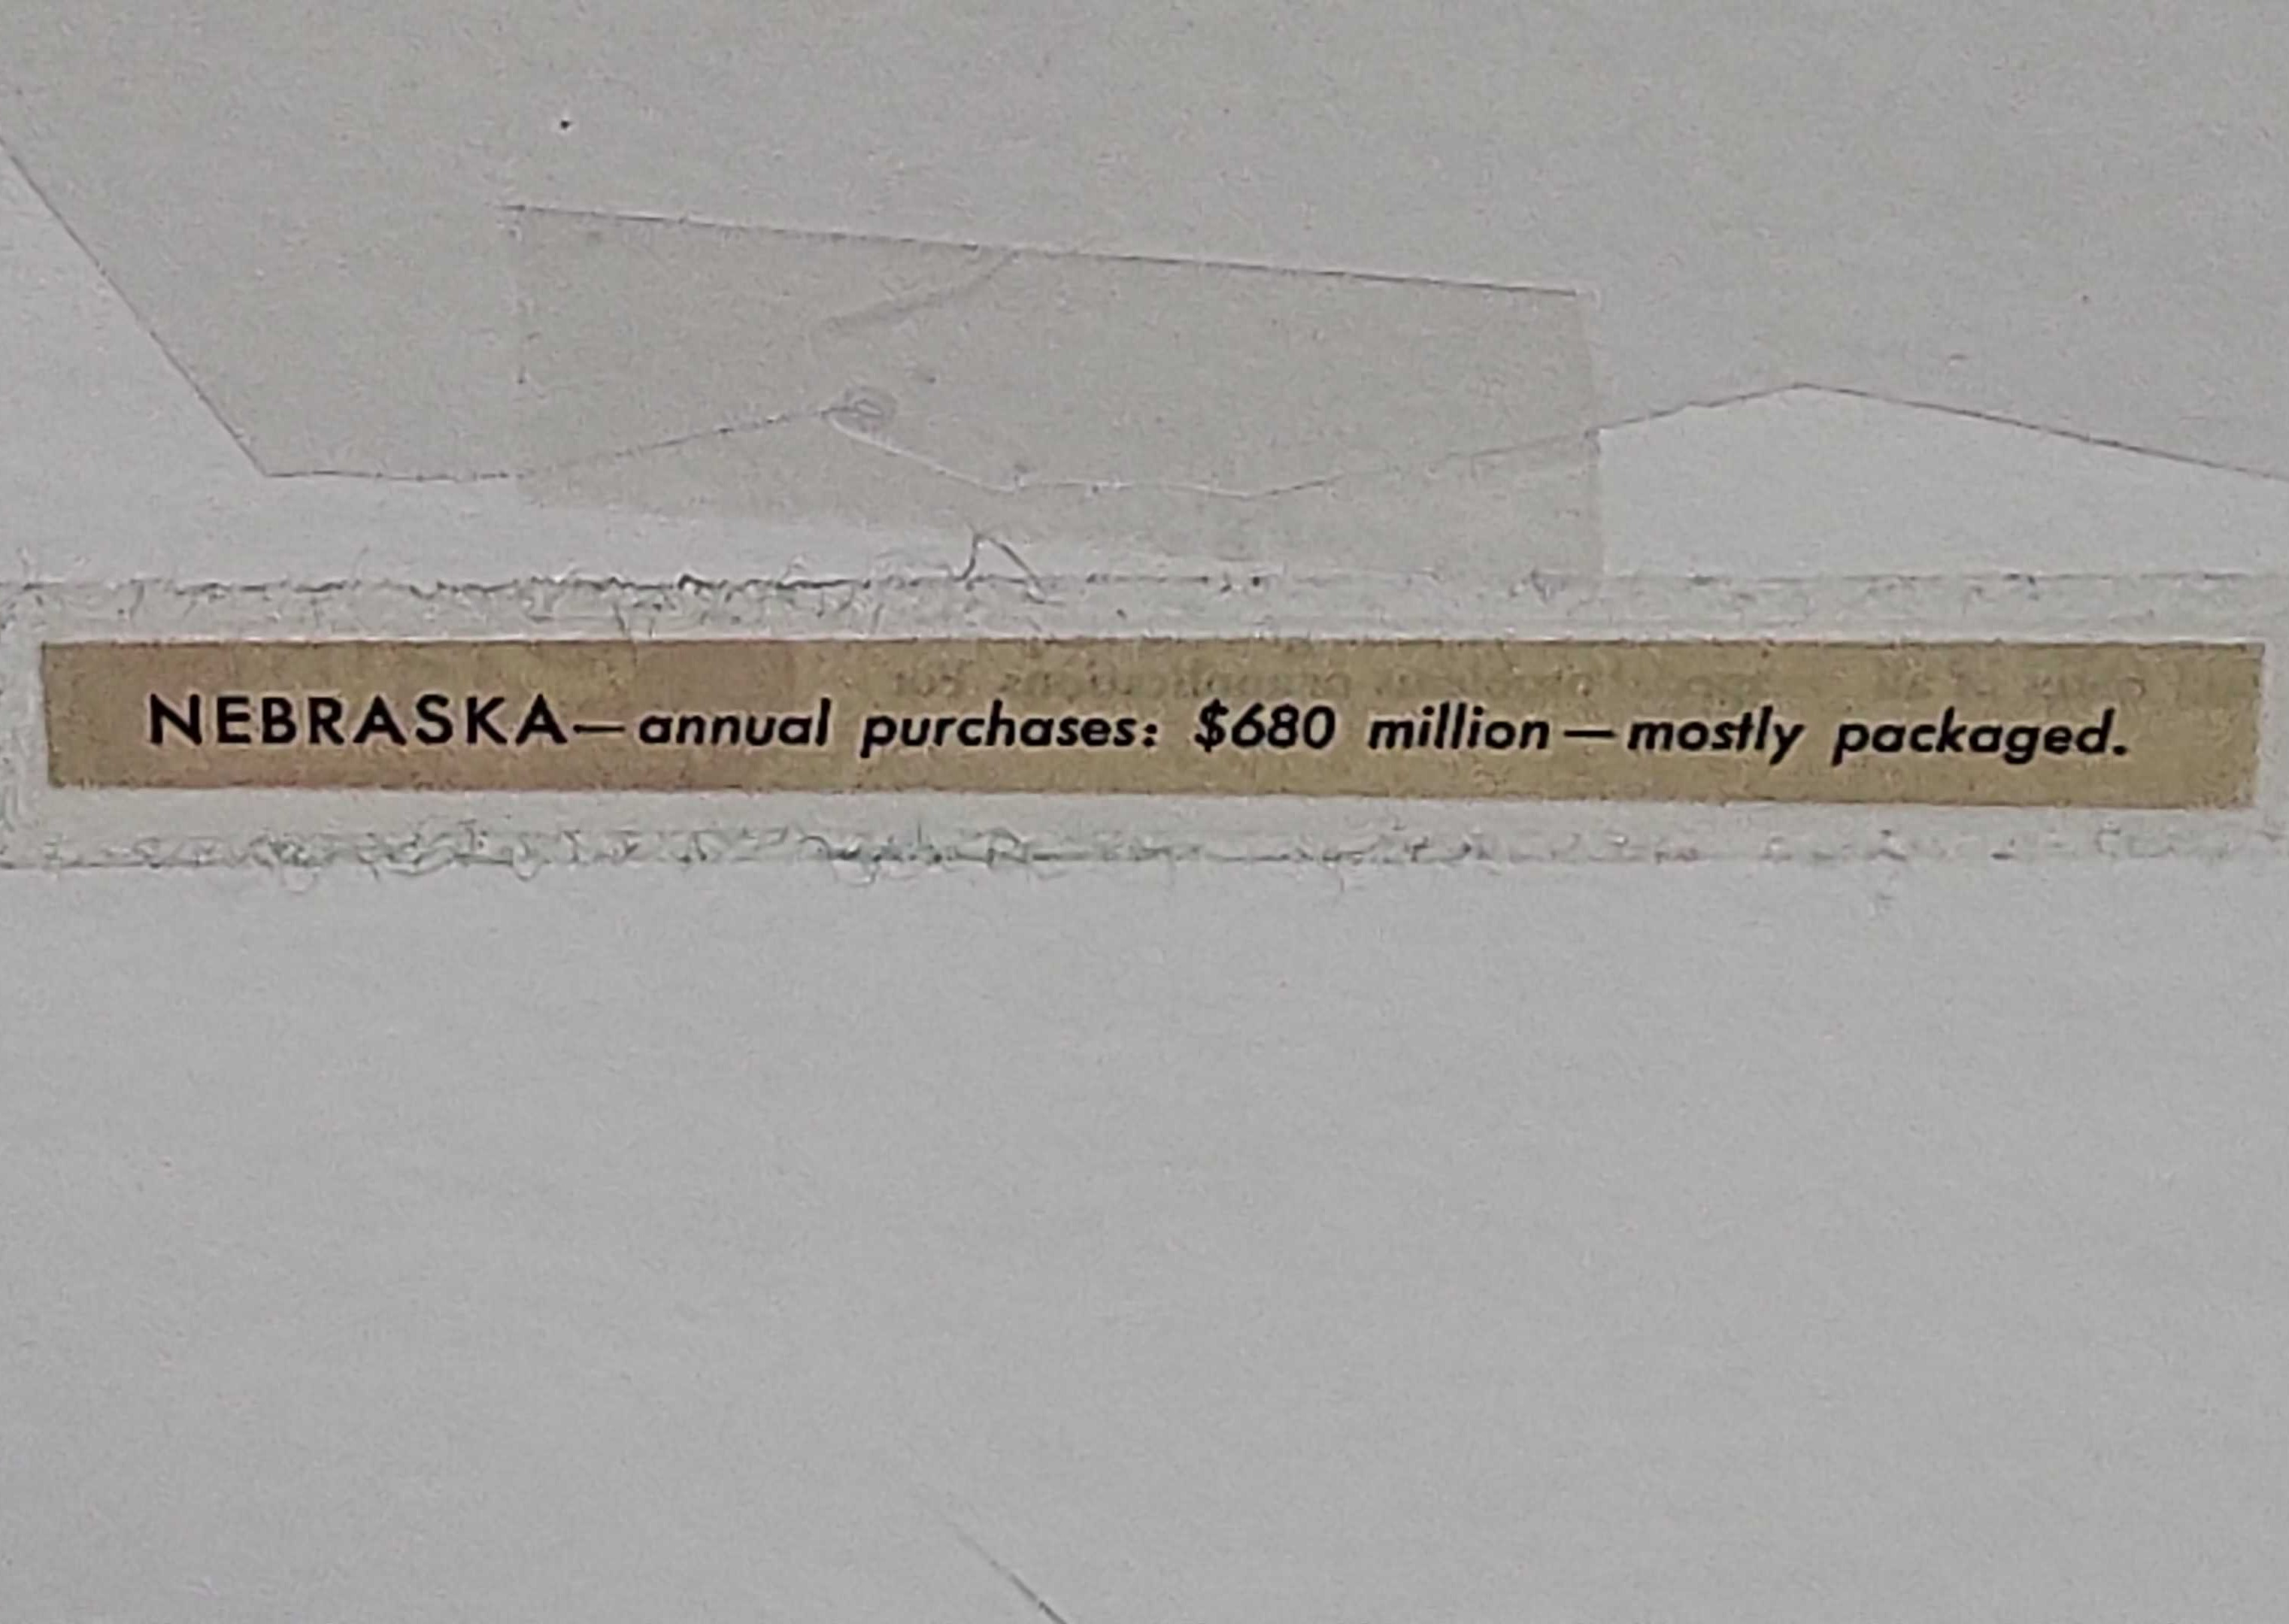 NEBRASKA—annual purchases: $680 million—mostly packaged.